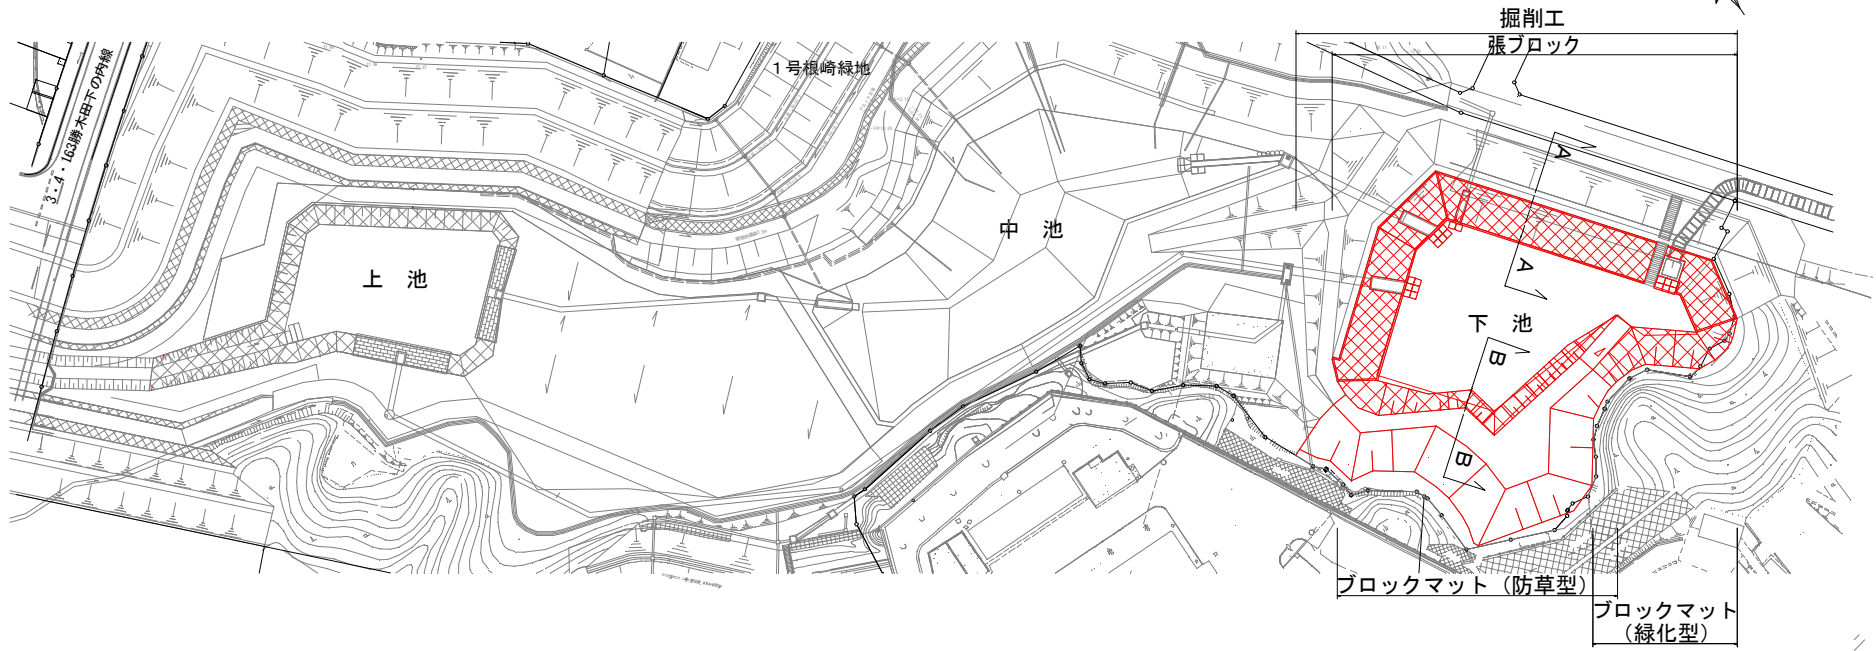 掘削工
張ブロック
1号根崎緑地
3・4・163勝木田下の内線
A
中　池
上　池
A
下　池
B
B
ブロックマット（防草型）
ブロックマット
（緑化型）